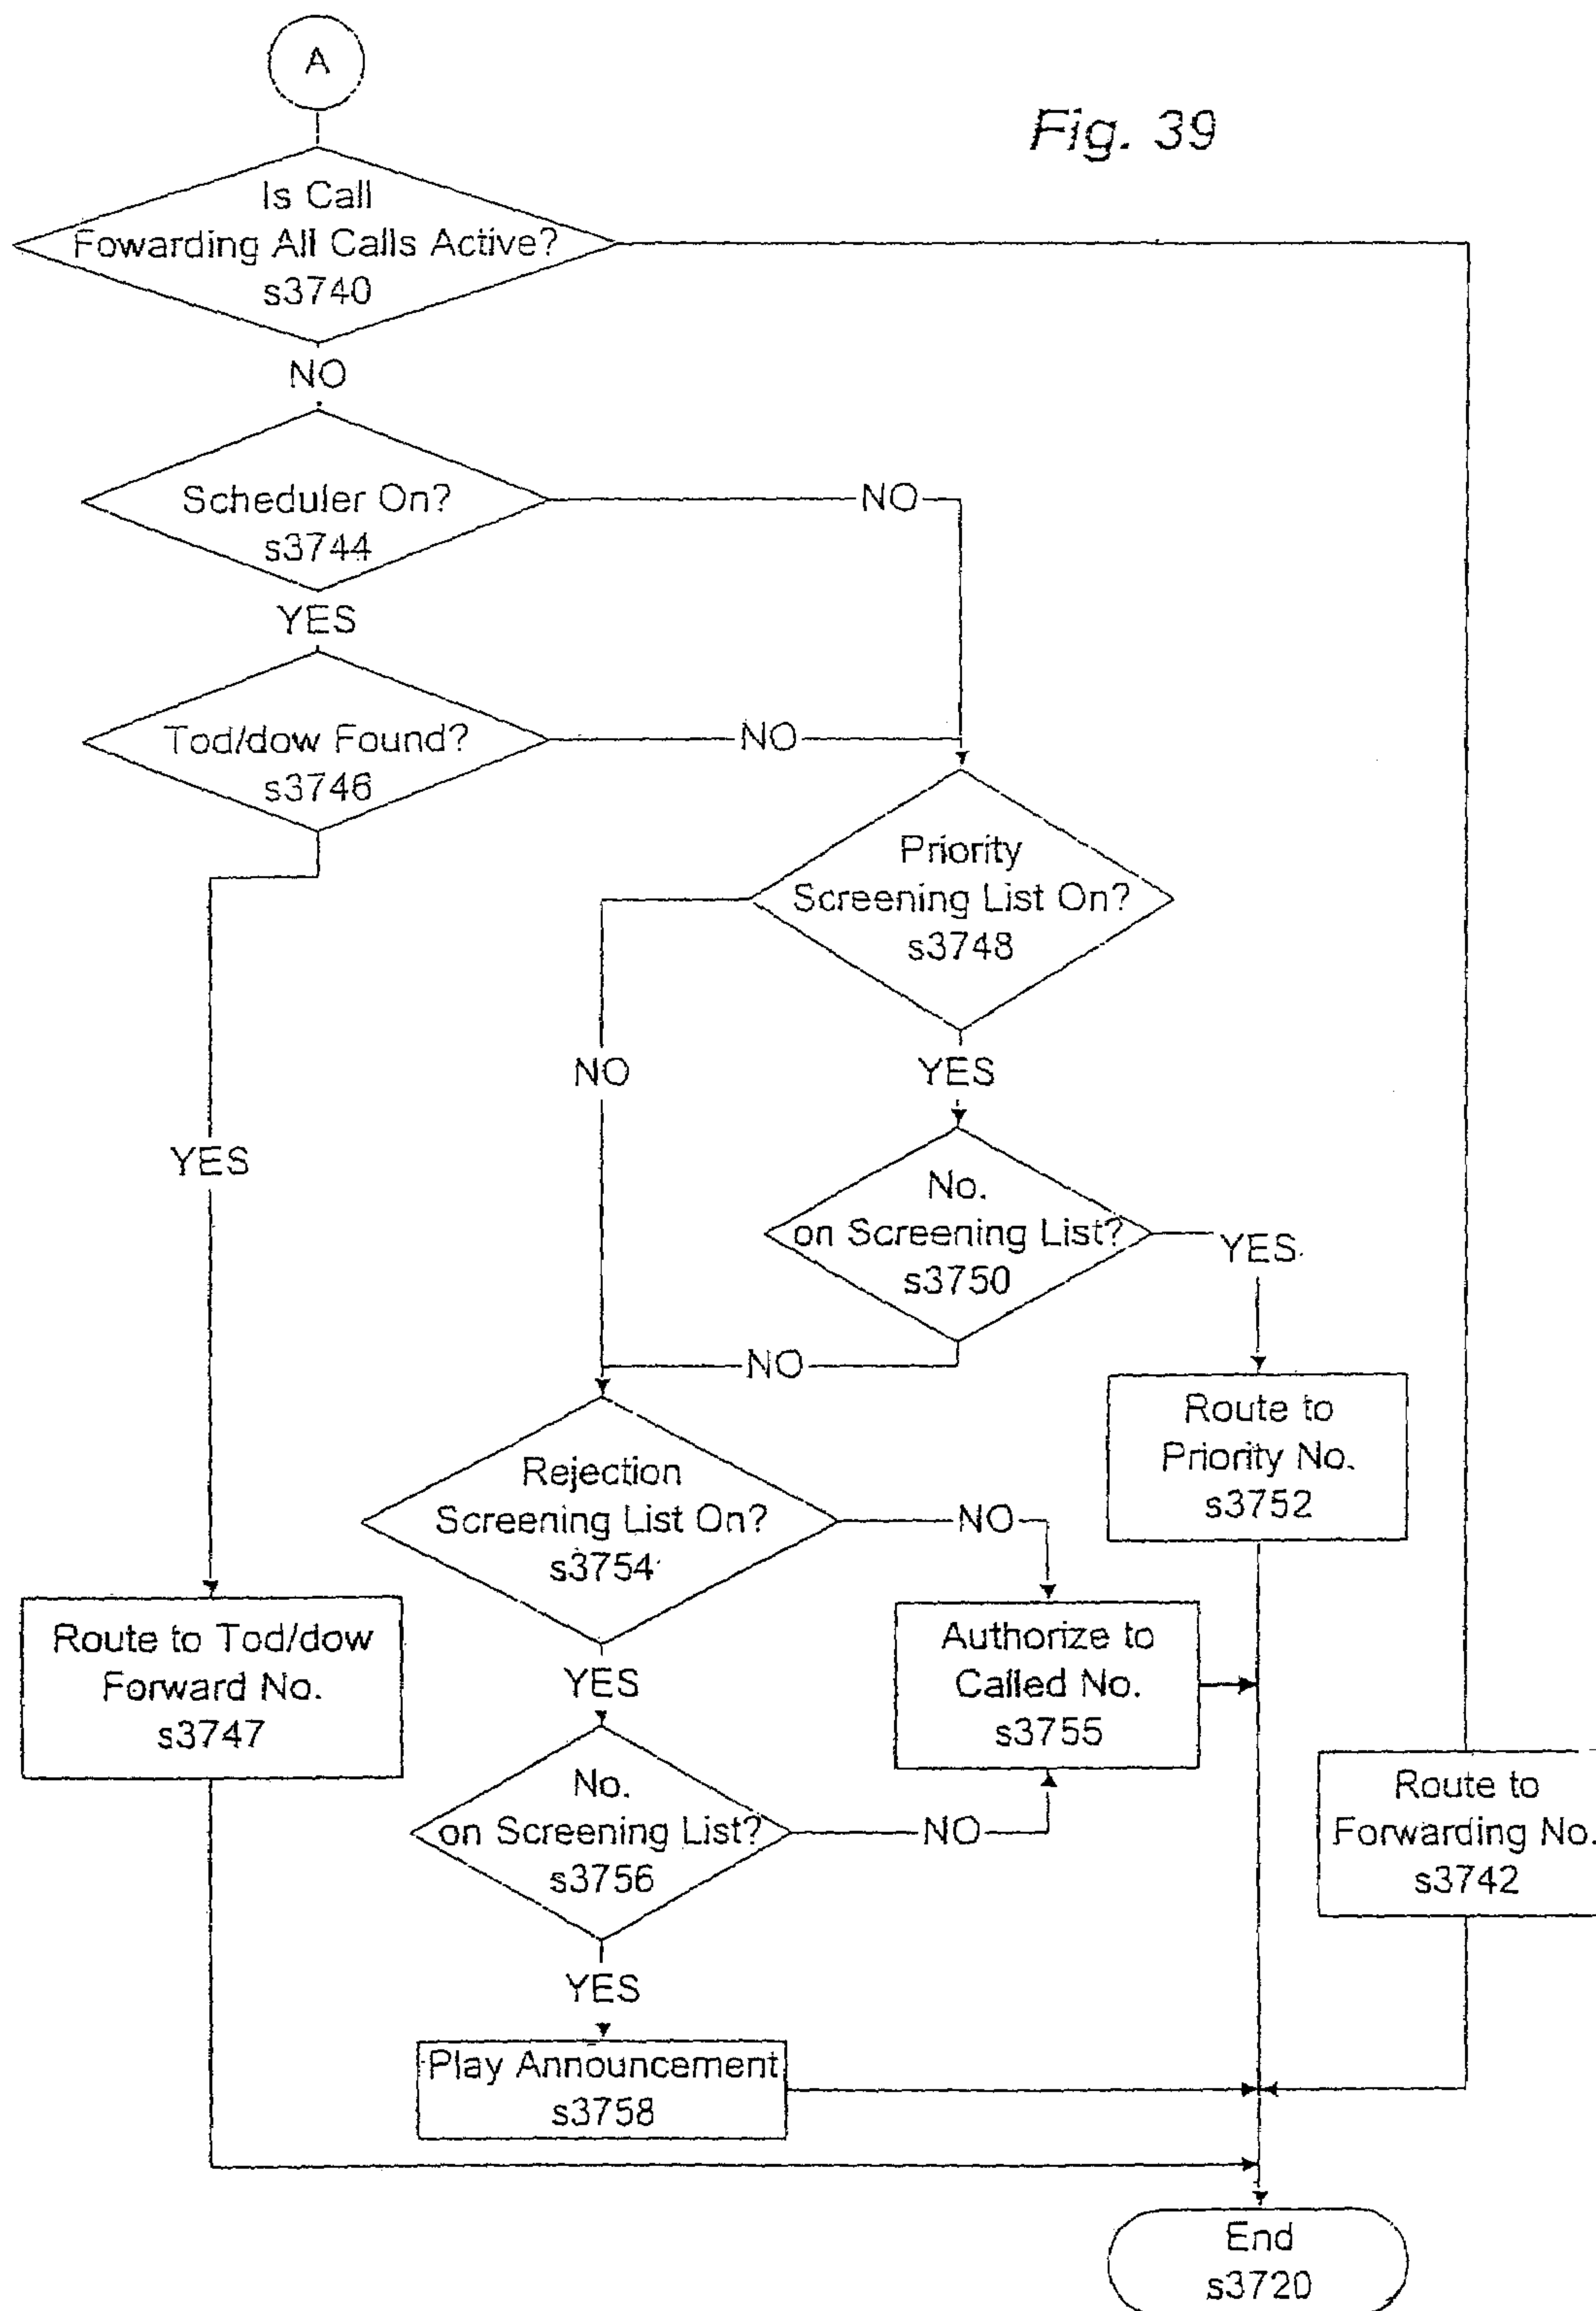 A
Fig. 39
Is Call
Fowarding All Calls Active?
s3740
NO
Scheduler On?
s3744
NO
YES
Tod/dow Found?
s3746
NO
Priority
Screening List On?
s3748
NO
YES
YES
No.
on Screening List?
s3750
YES
NO
Route to
Priority No.
s3752
Rejection
Screening List On?
s3754
NO
Route to Tod/dow
Forward No.
s3747
YES
Authorize to
Called No.
s3755
No.
on Screening List?
s3756
NO
Route to
Forwarding No.
s3742
YES
Play Announcement
s3758
End
s3720